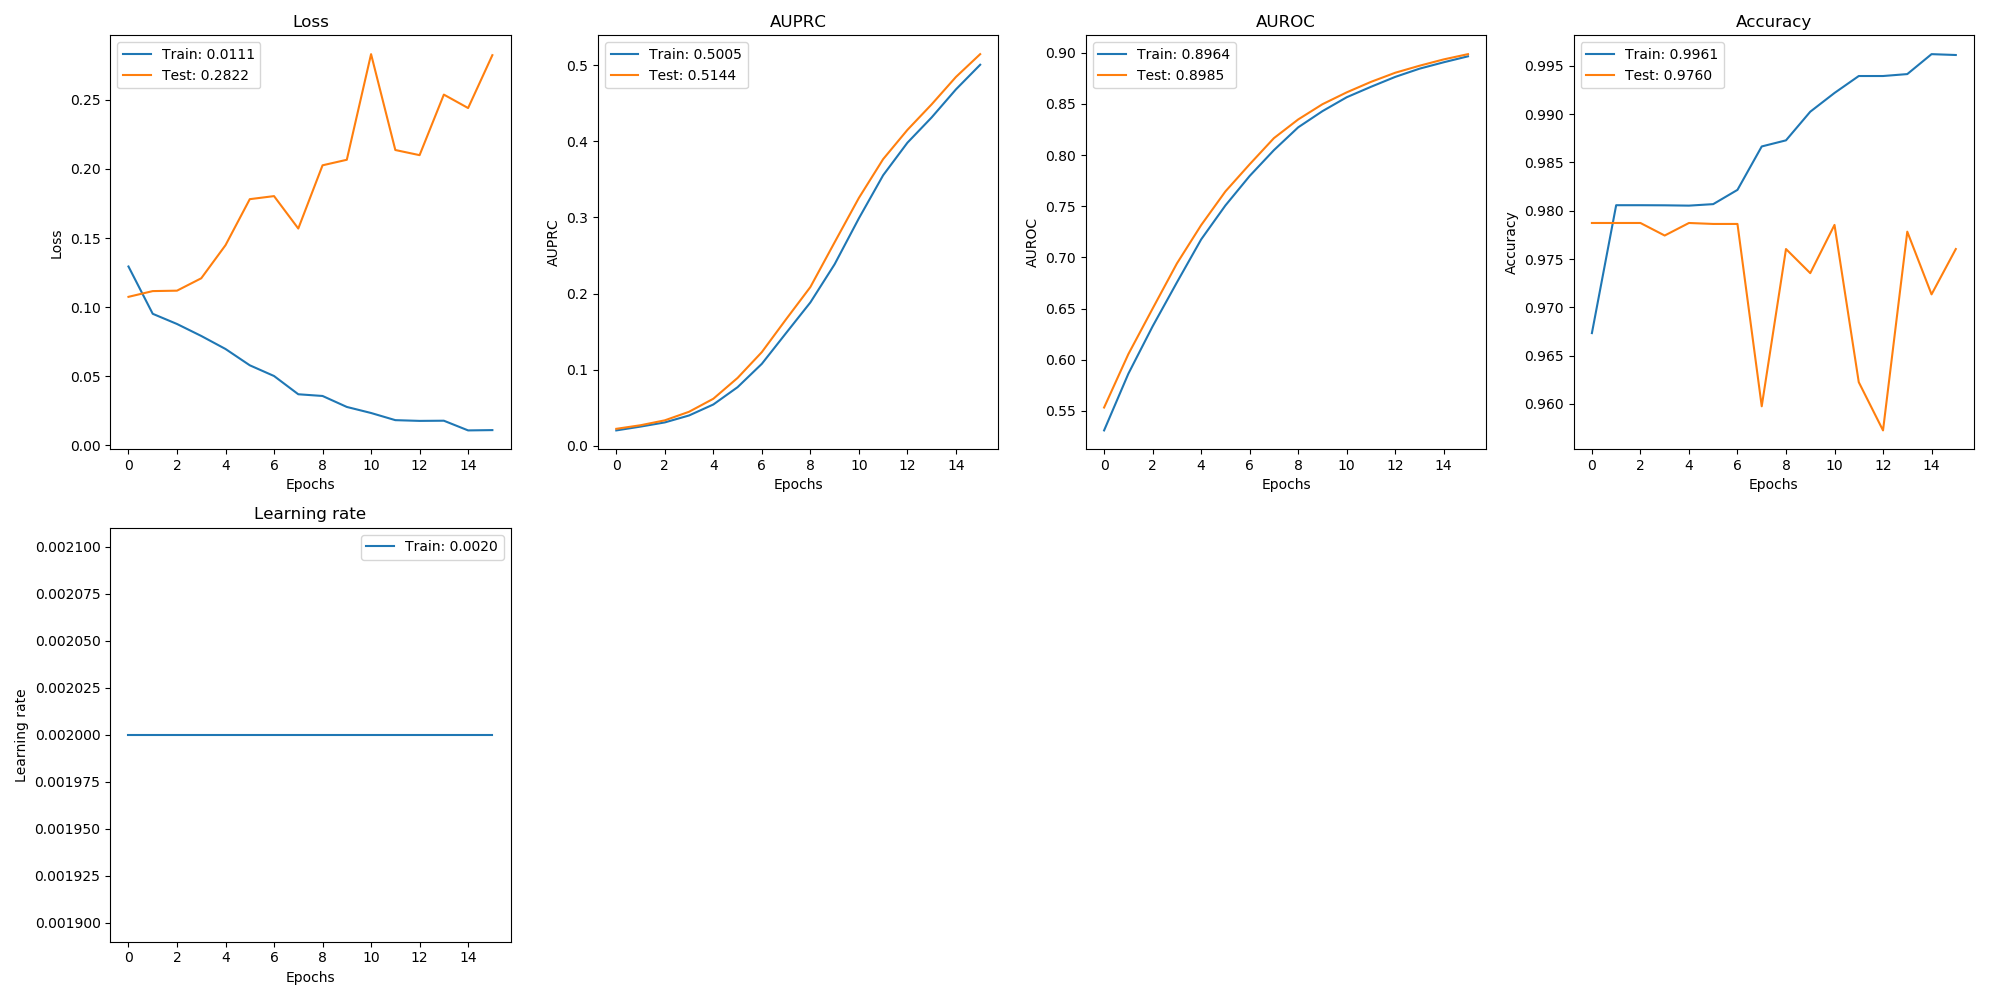 Loss
Train: 0.0111
Test: 0.2822
0.25
0.20
0.15
0.10
0.05
0.00
Loss
0 2 4 6 8 10 12 14
Epochs
AUPRC
Train: 0.5005
Test: 0.5144
0.5
0.4
0.3
0.2
0.1
0.0
AUPRC
0 2 4 6 8 10 12 14
Epochs
AUROC
Train: 0.8964
Test: 0.8985
0.90
0.85
0.80
0.75
0.70
0.65
0.60
0.55
AUROC
0 2 4 6 8 10 12 14
Epochs
Accuracy
Train: 0.9961
Test: 0.9760
0.995
0.990
0.985
0.980
0.975
0.970
0.965
0.960
Accuracy
0 2 4 6 8 10 12 14
Epochs
Learning rate
Train: 0.0020
0.002100
0.002075
0.002050
0.002025
0.002000
0.001975
0.001950
0.001925
0.001900
Learning rate
0 2 4 6 8 10 12 14
Epochs